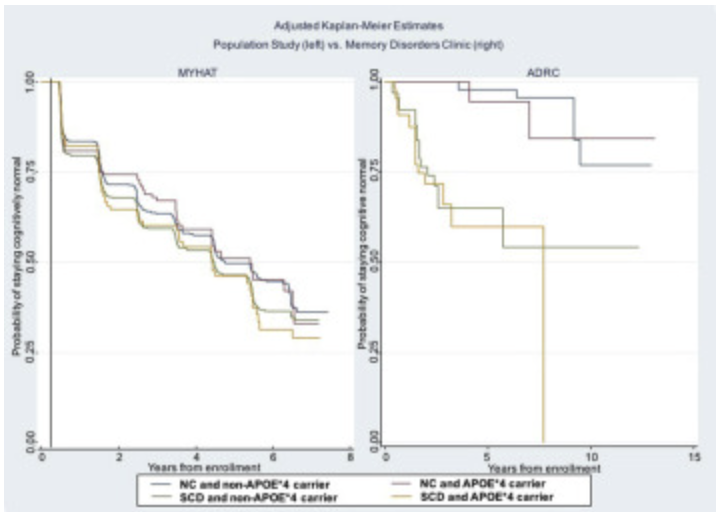 Adjusted Kaplan-Meier Estimates
Population Study (left) vs. Memory Disorders Clinic (right)
MYHAT
ADRC
Probability of staying cognitively normal
1.00
0.75
0.50
0.25
0.00
0 2 4 6 8
Years from enrollment
Probability of staying cognitive normal
1.00
0.75
0.50
0.25
0.00
0 5 10 15
Years from enrollment
NC and non-APOE*4 carrier
NC and APOE*4 carrier
SCD and non-APOE*4 carrier
SCD and APOE*4 carrier